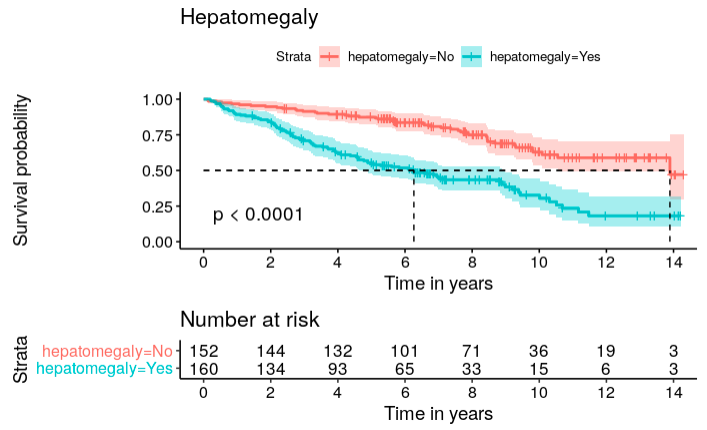 Hepatomegaly
Strata hepatomegaly=No hepatomegaly=Yes
Survival probability
1.00
0.75
0.50
0.25
0.00
p < 0.0001
0 2 4 6 8 10 12 14
Time in years
Number at risk
Strata
hepatomegaly=No 152 144 132 101 71 36 19 3
hepatomegaly=Yes 160 134 93 65 33 15 6 3
0 2 4 6 8 10 12 14
Time in years